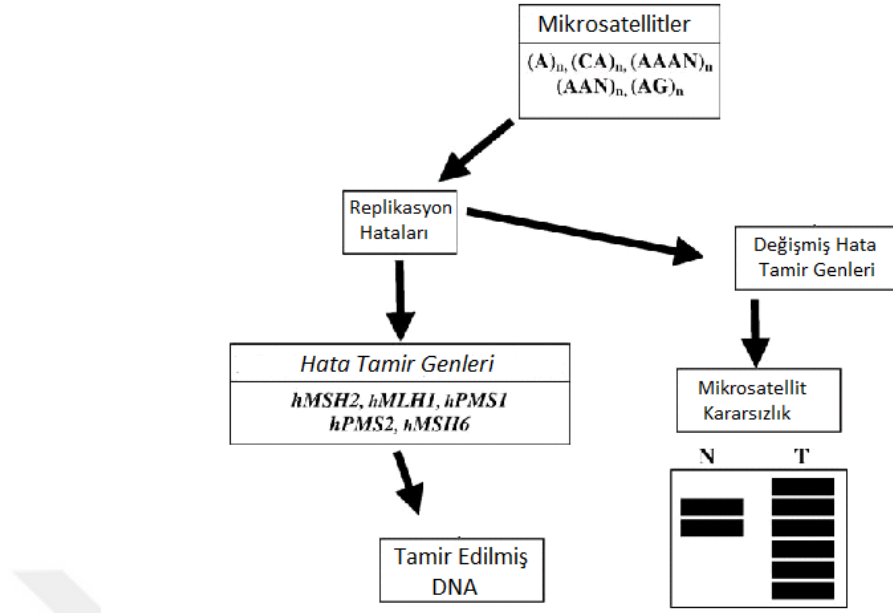 Mikrosatellitler
(A)n, (CA)n, (AAAN)n
(AAN)n, (AG)n
Replikasyon
Hataları
Değişmiş Hata
Tamir Genleri
Hata Tamir Genleri
hMSH2, hMLH1, hPMS1
hPMS2, hMSH6
Mikrosatellit
Kararsızlık
N T
Tamir Edilmiş
DNA